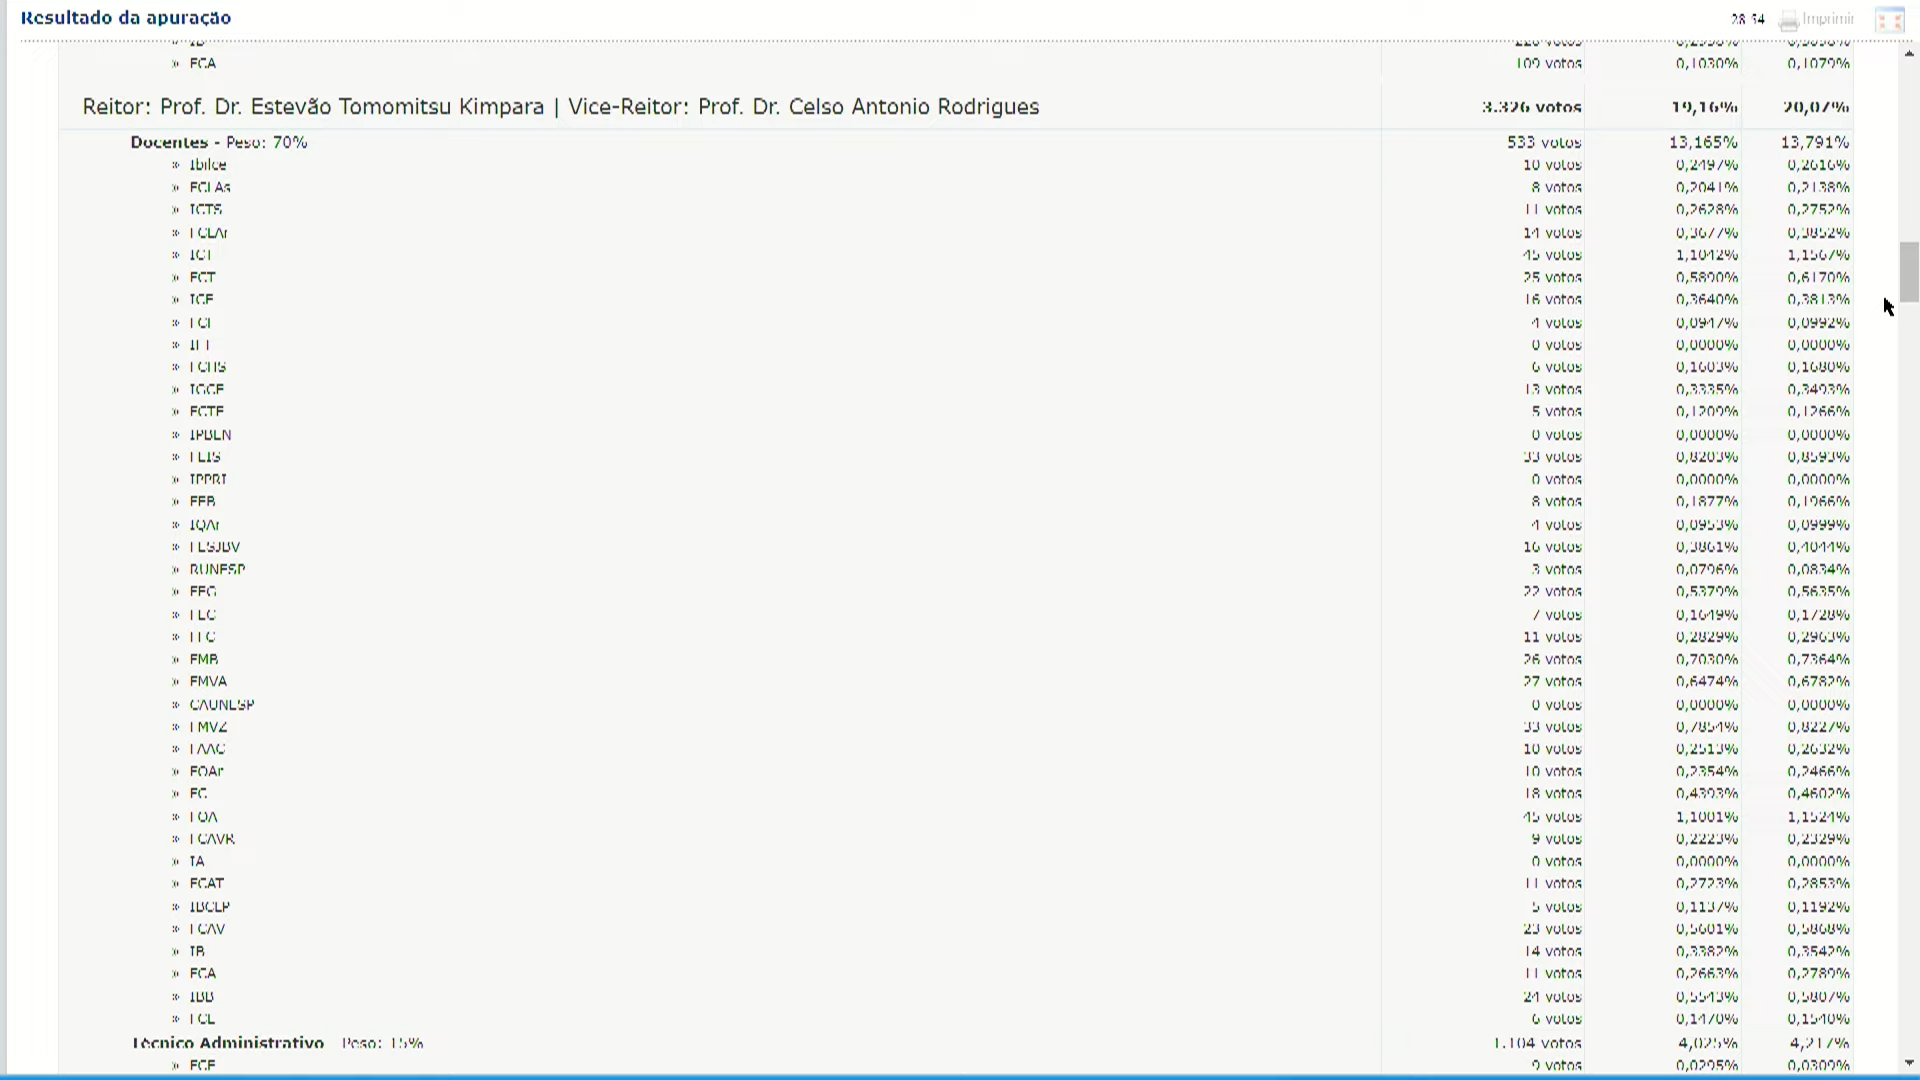 Resultado da apuração 28:54 Imprimir
» FCA 109 votos 0,1030% 0,1079%
Reitor: Prof. Dr. Estevão Tomomitsu Kimpara | Vice-Reitor: Prof. Dr. Celso Antonio Rodrigues 3.326 votos 19,16% 20,07%
Docentes - Peso: 70% 533 votos 13,165% 13,791%
» Ibilce 10 votos 0,2497% 0,2616%
» FCLAs 8 votos 0,2041% 0,2138%
» ICTS 11 votos 0,2628% 0,2752%
» FCLAr 14 votos 0,3677% 0,3852%
» ICT 45 votos 1,1042% 1,1567%
» FCT 25 votos 0,5890% 0,6170%
» ICE 16 votos 0,3640% 0,3813%
» FCF 4 votos 0,0947% 0,0992%
» IFT 0 votos 0,0000% 0,0000%
» FCHS 6 votos 0,1603% 0,1680%
» IGCE 13 votos 0,3335% 0,3493%
» FCTE 5 votos 0,1209% 0,1266%
» IPBEN 0 votos 0,0000% 0,0000%
» FEIS 33 votos 0,8203% 0,8593%
» IPPRI 0 votos 0,0000% 0,0000%
» FEB 8 votos 0,1877% 0,1966%
» IQAr 4 votos 0,0953% 0,0999%
» FESJBV 16 votos 0,3861% 0,4044%
» RUNESP 3 votos 0,0796% 0,0834%
» FEG 22 votos 0,5379% 0,5635%
» 7 votos 0,1649% 0,1728%
» FFC 11 votos 0,2829% 0,2963%
» FMB 26 votos 0,7030% 0,7364%
» FMVA 27 votos 0,6474% 0,6782%
» CAUNESP 0 votos 0,0000% 0,0000%
» FMVZ 33 votos 0,7854% 0,8227%
» FAAC 10 votos 0,2513% 0,2632%
» FOAr 10 votos 0,2354% 0,2466%
» FC 18 votos 0,4393% 0,4602%
» FOA 45 votos 1,1001% 1,1524%
» FCAVR 9 votos 0,2223% 0,2329%
» IA 0 votos 0,0000% 0,0000%
» FCAT 11 votos 0,2723% 0,2853%
» IBCLP 5 votos 0,1137% 0,1192%
» FCAV 23 votos 0,5601% 0,5868%
» IB 14 votos 0,3382% 0,3542%
» FCA 11 votos 0,2663% 0,2789%
» IBB 24 votos 0,5543% 0,5807%
» 6 votos 0,1470% 0,1540%
Técnico Administrativo - Peso: 15% 1.104 votos 4,025% 4,217%
» FCF 9 votos 0,0295% 0,0309%